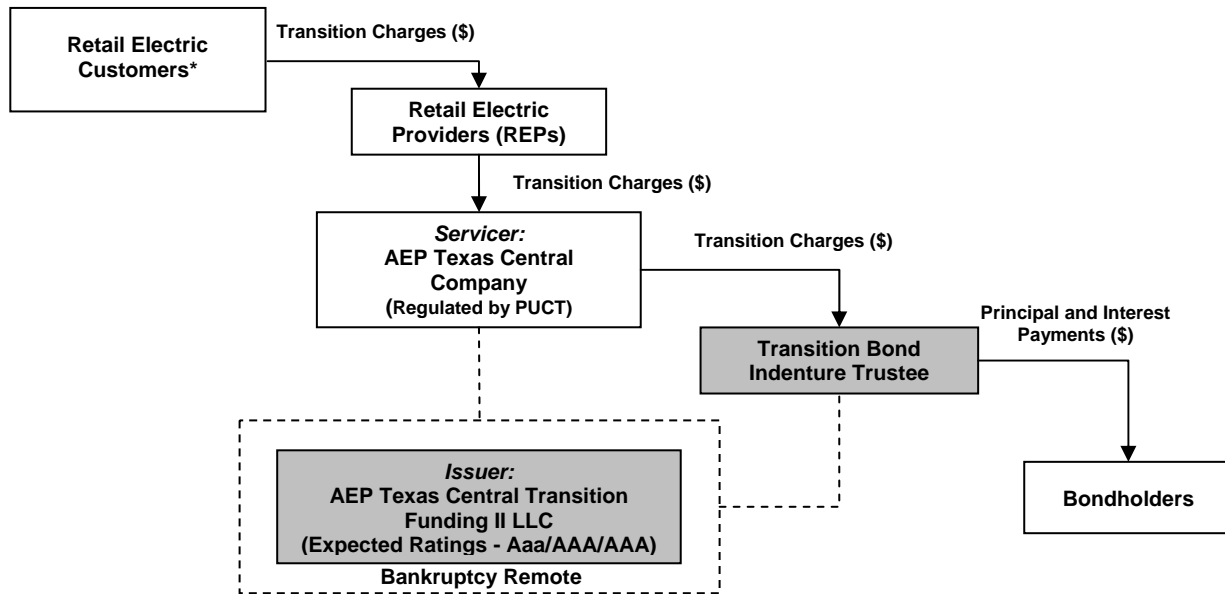 Transition Charges ($)
Retail Electric
Customers*
Retail Electric
Providers (REPs)
Transition Charges ($)
Servicer:
AEP Texas Central
Company
(Regulated by PUCT)
Transition Charges ($)
Principal and Interest
Payments ($)
Transition Bond
Indenture Trustee
Issuer:
AEP Texas Central Transition
Funding II LLC
(Expected Ratings - Aaa/AAA/AAA)
Bankruptcy Remote
Bondholders